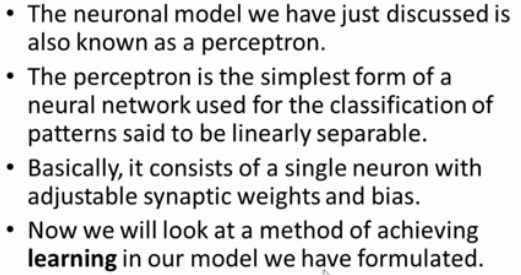 • The neuronal model we have just discussed is
also known as a perceptron.
• The perceptron is the simplest form of a
neural network used for the classification of
patterns said to be linearly separable.
• Basically, it consists of a single neuron with
adjustable synaptic weights and bias.
• Now we will look at a method of achieving
learning in our model we have formulated.